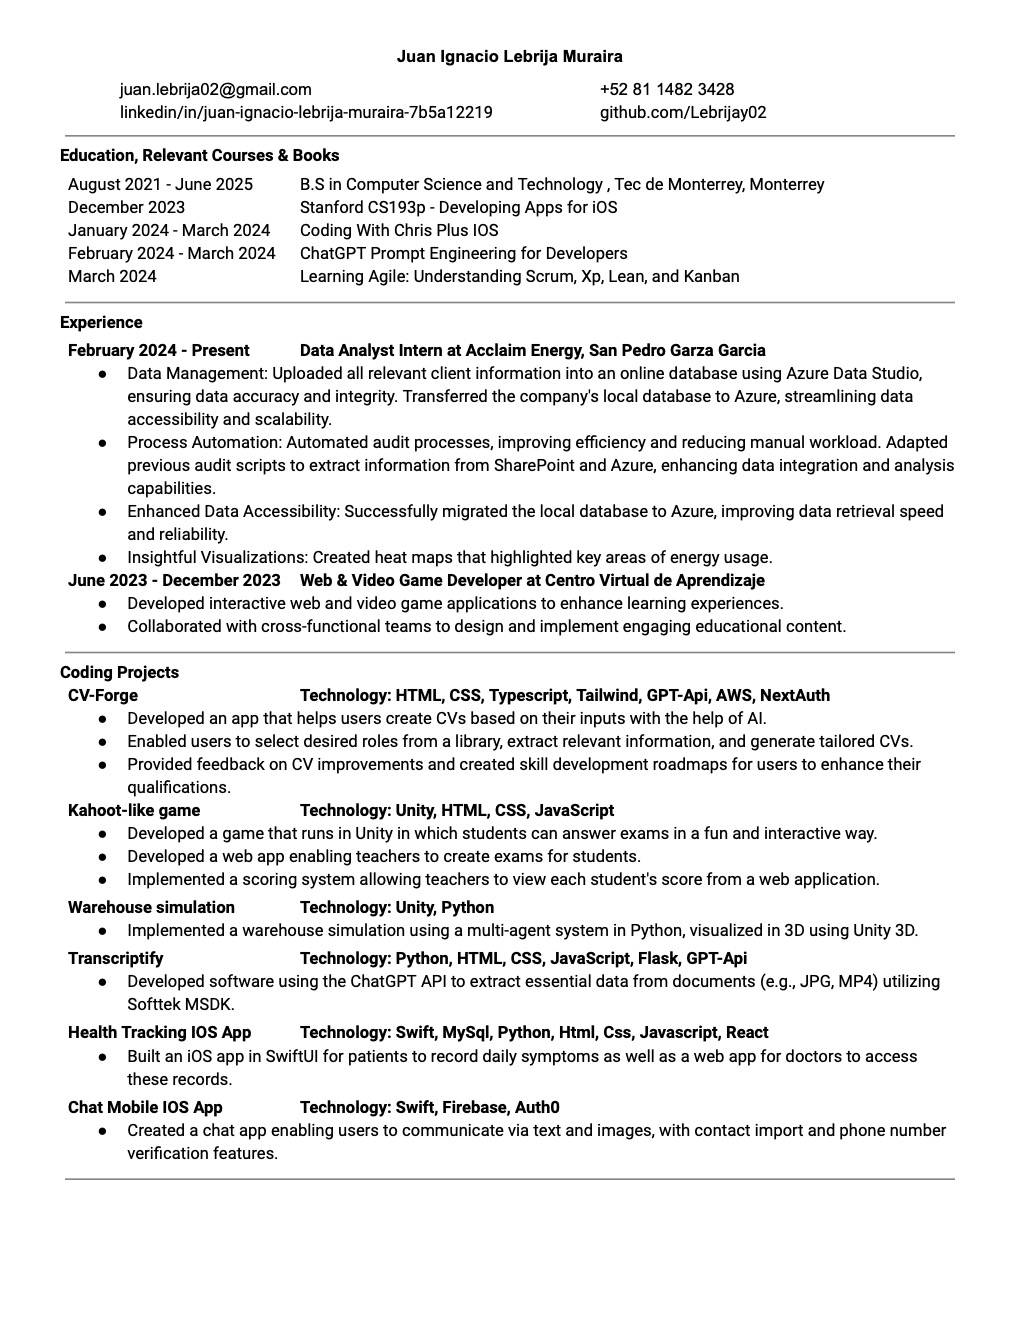 Juan Ignacio Lebrija Muraira
juan.lebrija02@gmail.com +52 81 1482 3428
linkedin/in/juan-ignacio-lebrija-muraira-7b5a12219 github.com/Lebrijay02
Education, Relevant Courses & Books
August 2021 - June 2025 B.S in Computer Science and Technology , Tec de Monterrey, Monterrey
December 2023 Stanford CS193p - Developing Apps for iOS
January 2024 - March 2024 Coding With Chris Plus IOS
February 2024 - March 2024 ChatGPT Prompt Engineering for Developers
March 2024 Learning Agile: Understanding Scrum, Xp, Lean, and Kanban
Experience
February 2024 - Present Data Analyst Intern at Acclaim Energy, San Pedro Garza Garcia
● Data Management: Uploaded all relevant client information into an online database using Azure Data Studio,
ensuring data accuracy and integrity. Transferred the company's local database to Azure, streamlining data
accessibility and scalability.
● Process Automation: Automated audit processes, improving efficiency and reducing manual workload. Adapted
previous audit scripts to extract information from SharePoint and Azure, enhancing data integration and analysis
capabilities.
● Enhanced Data Accessibility: Successfully migrated the local database to Azure, improving data retrieval speed
and reliability.
● Insightful Visualizations: Created heat maps that highlighted key areas of energy usage.
June 2023 - December 2023 Web & Video Game Developer at Centro Virtual de Aprendizaje
● Developed interactive web and video game applications to enhance learning experiences.
● Collaborated with cross-functional teams to design and implement engaging educational content.
Coding Projects
CV-Forge Technology: HTML, CSS, Typescript, Tailwind, GPT-Api, AWS, NextAuth
● Developed an app that helps users create CVs based on their inputs with the help of AI.
● Enabled users to select desired roles from a library, extract relevant information, and generate tailored CVs.
● Provided feedback on CV improvements and created skill development roadmaps for users to enhance their
qualifications.
Kahoot-like game Technology: Unity, HTML, CSS, JavaScript
● Developed a game that runs in Unity in which students can answer exams in a fun and interactive way.
● Developed a web app enabling teachers to create exams for students.
● Implemented a scoring system allowing teachers to view each student's score from a web application.
Warehouse simulation Technology: Unity, Python
● Implemented a warehouse simulation using a multi-agent system in Python, visualized in 3D using Unity 3D.
Transcriptify Technology: Python, HTML, CSS, JavaScript, Flask, GPT-Api
● Developed software using the ChatGPT API to extract essential data from documents (e.g., JPG, MP4) utilizing
Softtek MSDK.
Health Tracking IOS App Technology: Swift, MySql, Python, Html, Css, Javascript, React
● Built an iOS app in SwiftUI for patients to record daily symptoms as well as a web app for doctors to access
these records.
Chat Mobile IOS App Technology: Swift, Firebase, Auth0
● Created a chat app enabling users to communicate via text and images, with contact import and phone number
verification features.